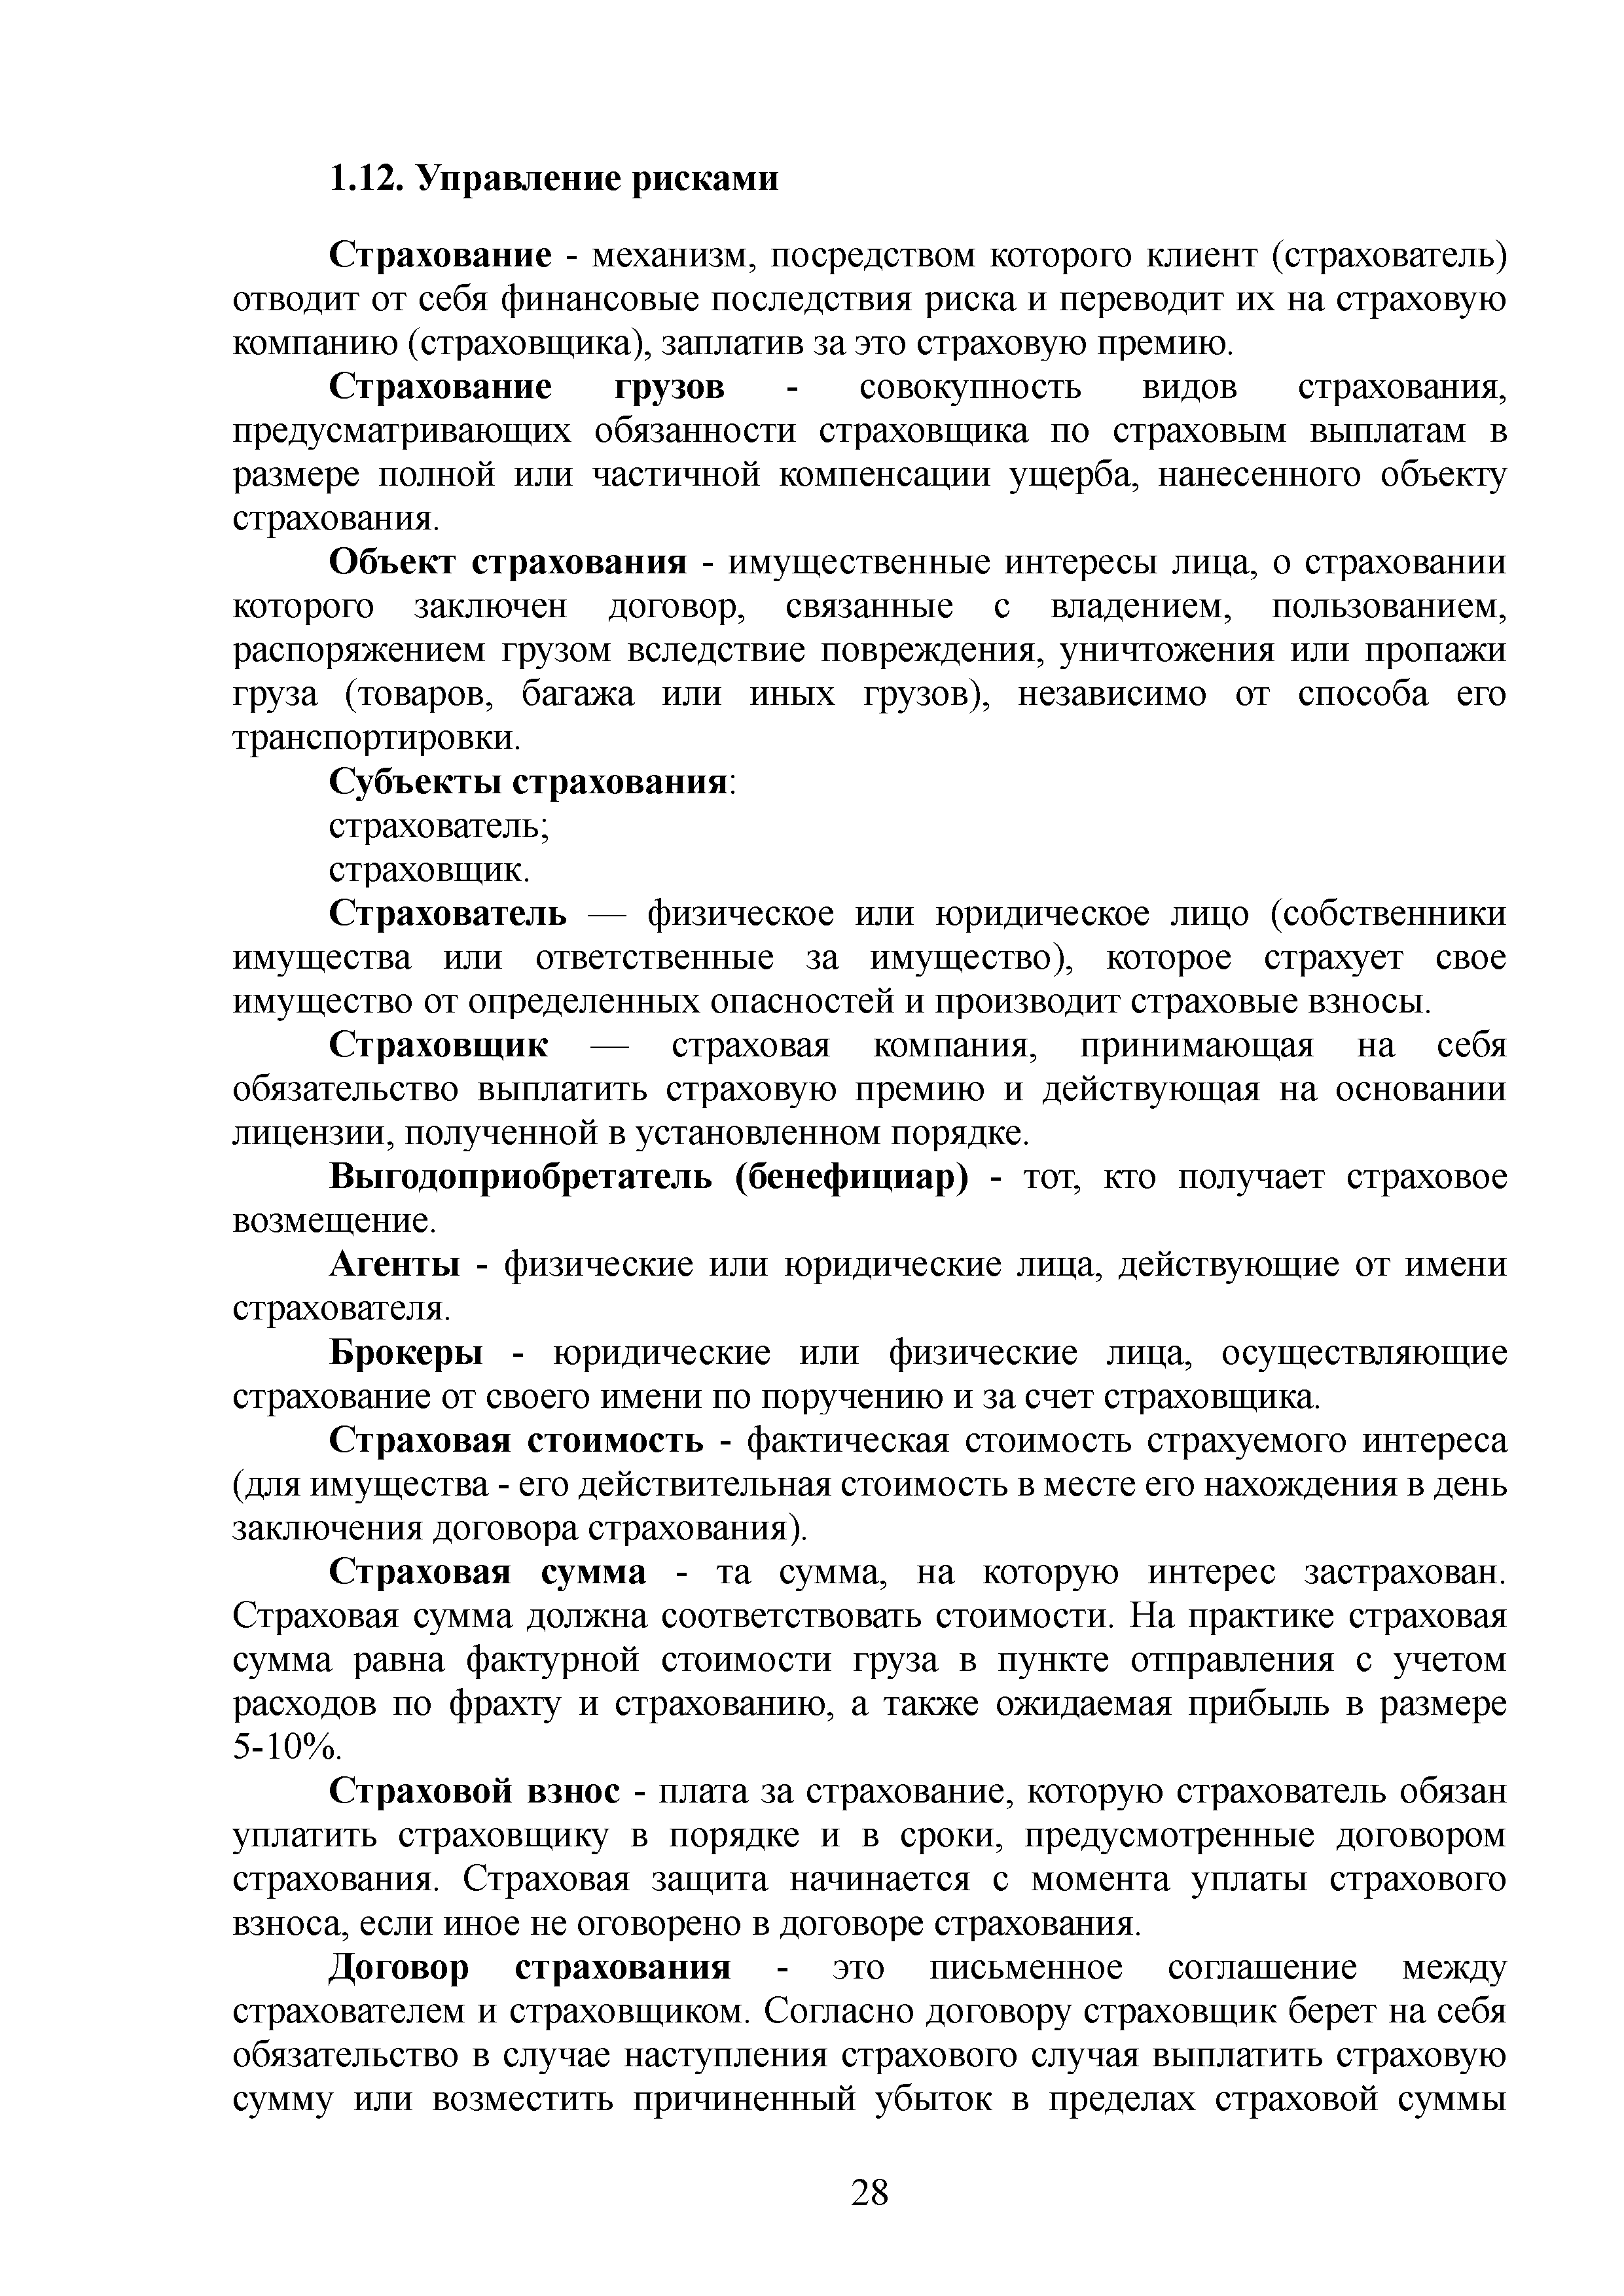 1.12. Управление рисками
Страхование - механизм, посредством которого клиент (страхователь)
отводит от себя финансовые последствия риска и переводит их на страховую
компанию (страховщика), заплатив за это страховую премию.
Страхование грузов - совокупность видов страхования,
предусматривающих обязанности страховщика по страховым выплатам в
размере полной или частичной компенсации ущерба, нанесенного объекту
страхования.
Объект страхования - имущественные интересы лица, о страховании
которого заключен договор, связанные с владением, пользованием,
распоряжением грузом вследствие повреждения, уничтожения или пропажи
груза (товаров, багажа или иных грузов), независимо от способа его
транспортировки.
Субъекты страхования:
страхователь;
страховщик.
Страхователь — физическое или юридическое лицо (собственники
имущества или ответственные за имущество), которое страхует свое
имущество от определенных опасностей и производит страховые взносы.
Страховщик — страховая компания, принимающая на себя
обязательство выплатить страховую премию и действующая на основании
лицензии, полученной в установленном порядке.
Выгодоприобретатель (бенефициар) - тот, кто получает страховое
возмещение.
Агенты - физические или юридические лица, действующие от имени
страхователя.
Брокеры - юридические или физические лица, осуществляющие
страхование от своего имени по поручению и за счет страховщика.
Страховая стоимость - фактическая стоимость страхуемого интереса
(для имущества - его действительная стоимость в месте его нахождения в день
заключения договора страхования).
Страховая сумма - та сумма, на которую интерес застрахован.
Страховая сумма должна соответствовать стоимости. На практике страховая
сумма равна фактурной стоимости груза в пункте отправления с учетом
расходов по фрахту и страхованию, а также ожидаемая прибыль в размере
5-10%.
Страховой взнос - плата за страхование, которую страхователь обязан
уплатить страховщику в порядке и в сроки, предусмотренные договором
страхования. Страховая защита начинается с момента уплаты страхового
взноса, если иное не оговорено в договоре страхования.
Договор страхования - это письменное соглашение между
страхователем и страховщиком. Согласно договору страховщик берет на себя
обязательство в случае наступления страхового случая выплатить страховую
сумму или возместить причиненный убыток в пределах страховой суммы
28